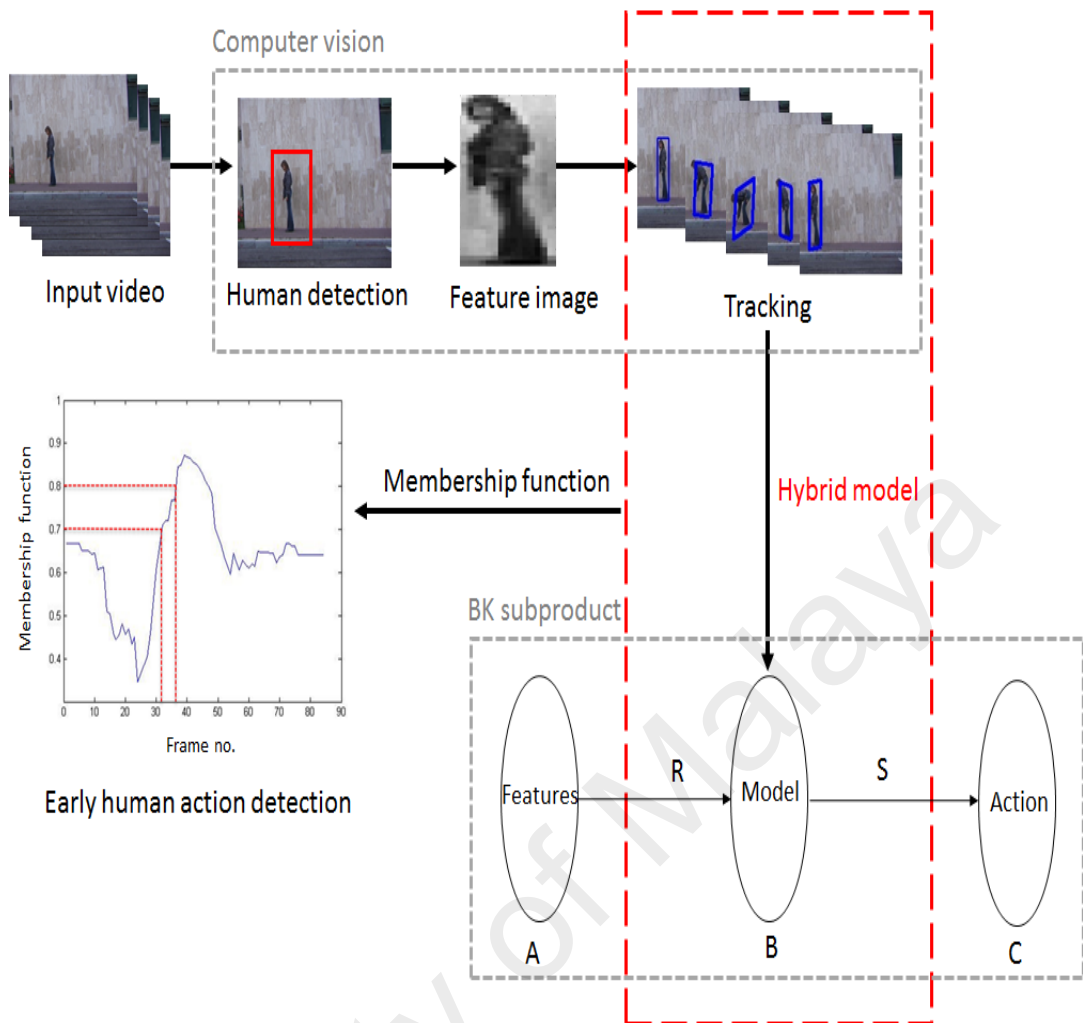 Computer vision
Input video
Human detection
Feature image
Tracking
Membership function
1
0.9
0.8
0.7
0.6
0.5
0.4
0 10 20 30 40 50 60 70 80 90
Frame no.
Early human action detection
Membership function
Hybrid model
BK subproduct
Features
R
Model
S
Action
A
B
C
of Malaya